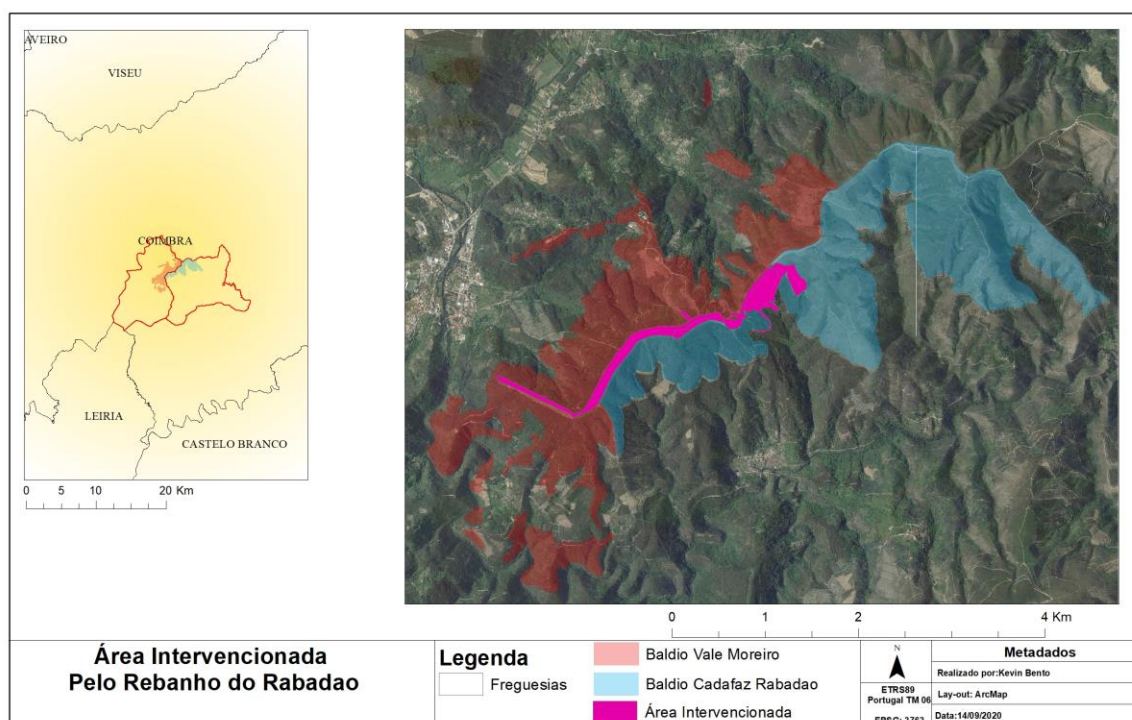 AVEIRO
VISEU
COIMBRA
LEIRIA
CASTELO BRANCO
0 5 10 20 Km
0 1 2 4 Km
Área Intervencionada
Pelo Rebanho do Rabadao
Legenda
Freguesias
Baldio Vale Moreiro
Baldio Cadafaz Rabadao
Área Intervencionada
N
ETRS89
Portugal TM 06
EPSG: 3763
Metadados
Realizado por:Kevin Bento
Lay-out: ArcMap
Data:14/09/2020